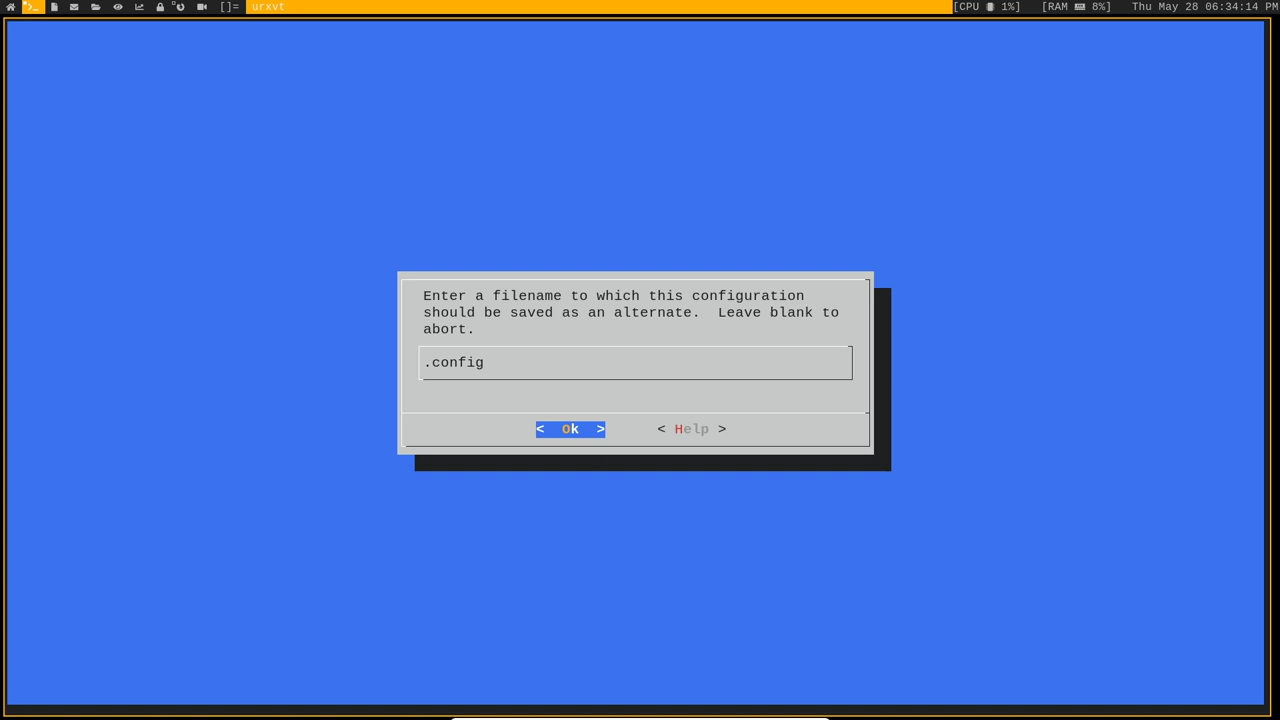 >_ []= urxvt [CPU 1%] [RAM 8%] Thu May 28 06:34:14 PM
Enter a filename to which this configuration
should be saved as an alternate.  Leave blank to
abort.
.config
<  Ok  > < Help >